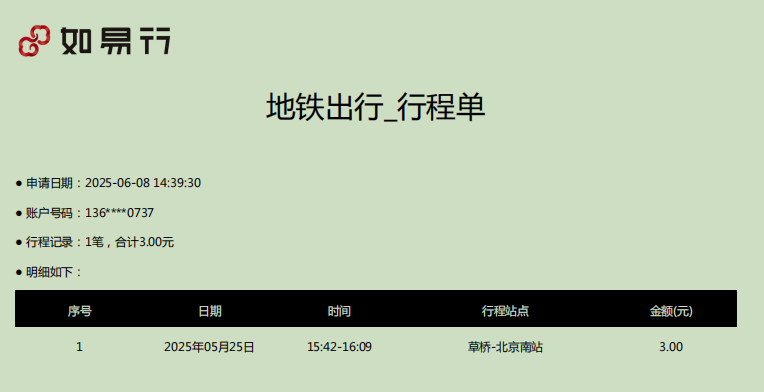 如易行
地铁出行_行程单
● 申请日期：2025-06-08 14:39:30
● 账户号码：136****0737
● 行程记录：1笔，合计3.00元
● 明细如下：
序号 日期 时间 行程站点 金额(元)
1 2025年05月25日 15:42-16:09 草桥-北京南站 3.00